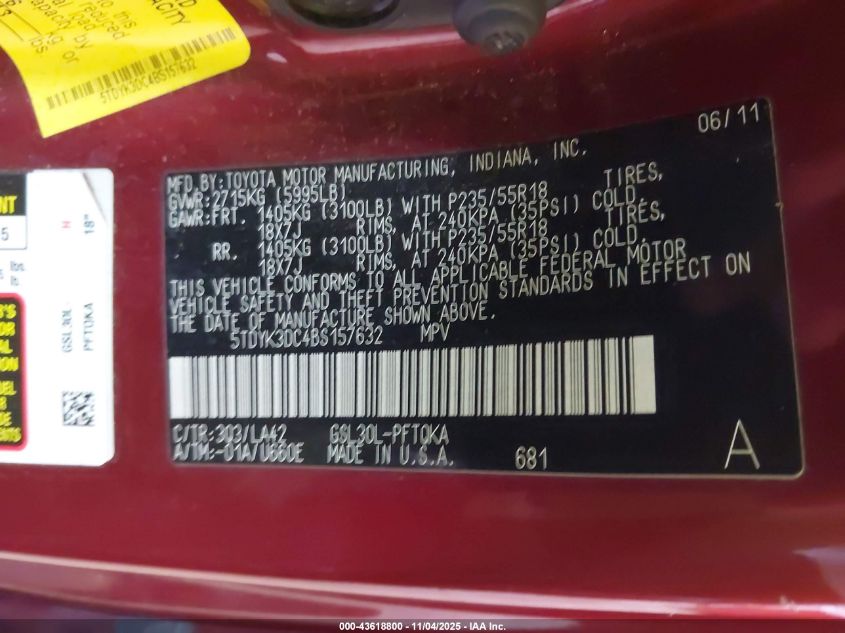 5TDYK3DC4BS157632
06/11
MFD.BY:TOYOTA MOTOR MANUFACTURING, INDIANA, INC.
GVWR:2715KG (5995LB)
GAWR:FRT. 1405KG (3100LB) WITH P235/55R18 TIRES,
18X7J RIMS, AT 240KPA (35PSI) COLD.
RR. 1405KG (3100LB) WITH P235/55R18 TIRES,
18X7J RIMS, AT 240KPA (35PSI) COLD.
THIS VEHICLE CONFORMS TO ALL APPLICABLE FEDERAL MOTOR
VEHICLE SAFETY AND THEFT PREVENTION STANDARDS IN EFFECT ON
THE DATE OF MANUFACTURE SHOWN ABOVE.
5TDYK3DC4BS157632 MPV
C/TR:3Q3/LA42 GSL30L-PFTQKA
A/TM:-01A/U660E MADE IN U.S.A. 681 A
GSL30L-
PFTQKA
H
18"
000-43618800 - 11/04/2025 - IAA Inc.